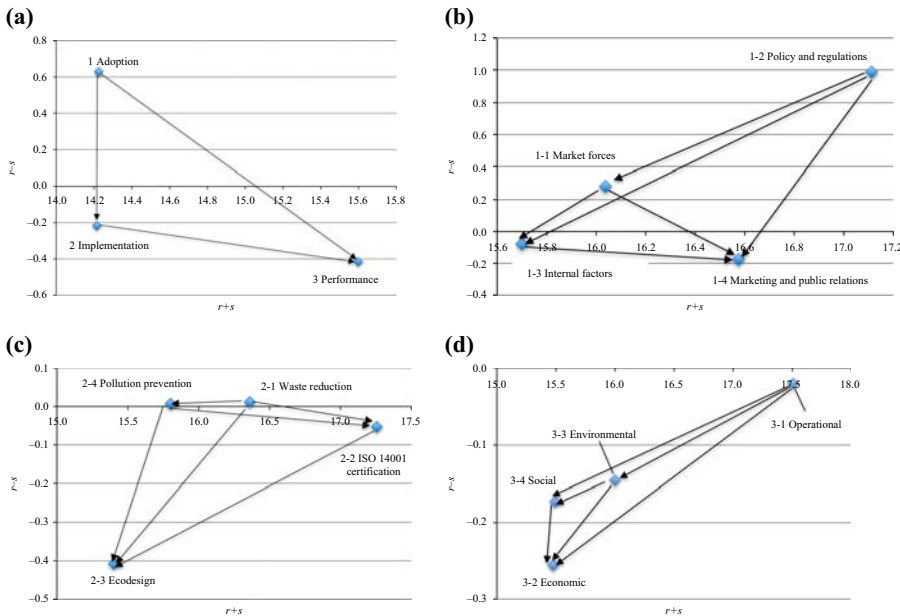 (a)
0.8
1 Adoption
0.6
0.4
0.2
r–s
0.0
14.0 14.2 14.4 14.6 14.8 15.0 15.2 15.4 15.6 15.8
–0.2
2 Implementation
–0.4
3 Performance
–0.6
r+s
(b)
1.2
1-2 Policy and regulations
1.0
0.8
0.6
r–s
1-1 Market forces
0.4
0.2
0.0
15.6 15.8 16.0 16.2 16.4 16.6 16.8 17.0 17.2
–0.2
1-3 Internal factors
1-4 Marketing and public relations
–0.4
r+s
(c)
0.1
2-4 Pollution prevention 2-1 Waste reduction
0.0
15.0 15.5 16.0 16.5 17.0 17.5
–0.1
2-2 ISO 14001
certification
–0.2
r–s
–0.3
–0.4
2-3 Ecodesign
–0.5
r+s
(d)
0.0
15.0 15.5 16.0 16.5 17.0 17.5 18.0
3-1 Operational
3-3 Environmental
–0.1
r–s
3-4 Social
–0.2
3-2 Economic
–0.3
r+s